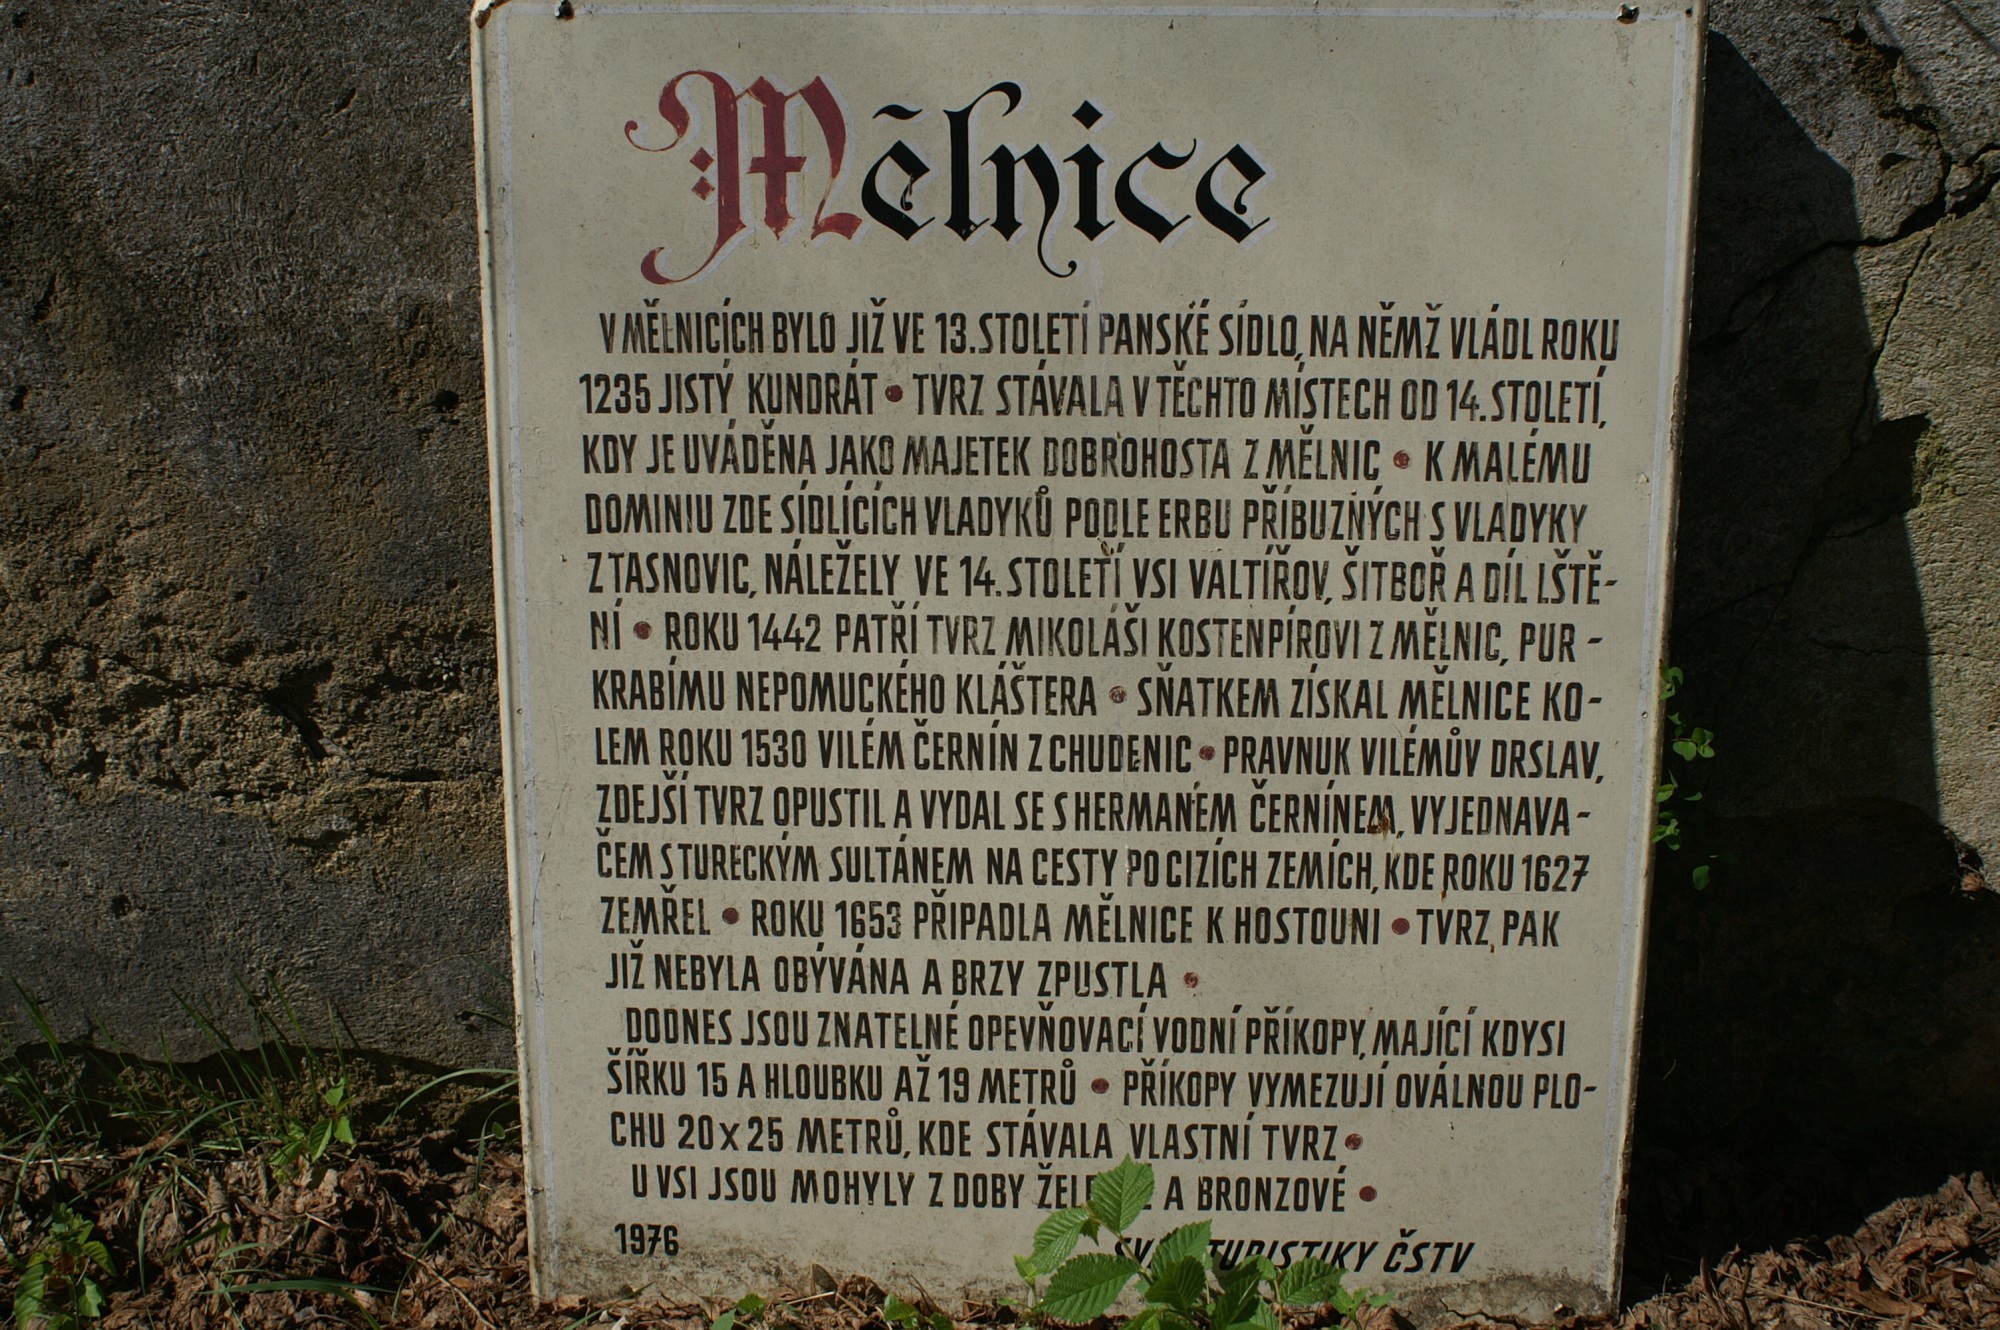 Mělnice
V MĚLNICÍCH BYLO JIŽ VE 13. STOLETÍ PANSKÉ SÍDLO, NA NĚMŽ VLÁDL ROKU
1235 JISTÝ KUNDRÁT • TVRZ STÁVALA V TĚCHTO MÍSTECH OD 14. STOLETÍ,
KDY JE UVÁDĚNA JAKO MAJETEK DOBROHOSTA Z MĚLNIC • K MALÉMU
DOMINIU ZDE SÍDLÍCÍCH VLADYKŮ PODLE ERBU PŘÍBUZNÝCH S VLADYKY
Z TASNOVIC, NÁLEŽELY VE 14. STOLETÍ VSI VALTÍŘOV, ŠITBOŘ A DÍL LŠTĚ-
NÍ • ROKU 1442 PATŘÍ TVRZ MIKOLÁŠI KOSTENPÍROVI Z MĚLNIC, PUR-
KRABÍMU NEPOMUCKÉHO KLÁŠTERA • SŇATKEM ZÍSKAL MĚLNICE KO-
LEM ROKU 1530 VILÉM ČERNÍN Z CHUDENIC • PRAVNUK VILÉMŮV DRSLAV,
ZDEJŠÍ TVRZ OPUSTIL A VYDAL SE S HERMANEM ČERNÍNEM, VYJEDNAVA-
ČEM S TURECKÝM SULTÁNEM NA CESTY PO CIZÍCH ZEMÍCH, KDE ROKU 1627
ZEMŘEL • ROKU 1653 PŘIPADLA MĚLNICE K HOSTOUNI • TVRZ PAK
JIŽ NEBYLA OBÝVÁNA A BRZY ZPUSTLA •
DODNES JSOU ZNATELNÉ OPEVŇOVACÍ VODNÍ PŘÍKOPY, MAJÍCÍ KDYSI
ŠÍŘKU 15 A HLOUBKU AŽ 19 METRŮ • PŘÍKOPY VYMEZUJÍ OVÁLNOU PLO-
CHU 20 x 25 METRŮ, KDE STÁVALA VLASTNÍ TVRZ •
U VSI JSOU MOHYLY Z DOBY A BRONZOVÉ •
1976
TURISTIKY ČSTV